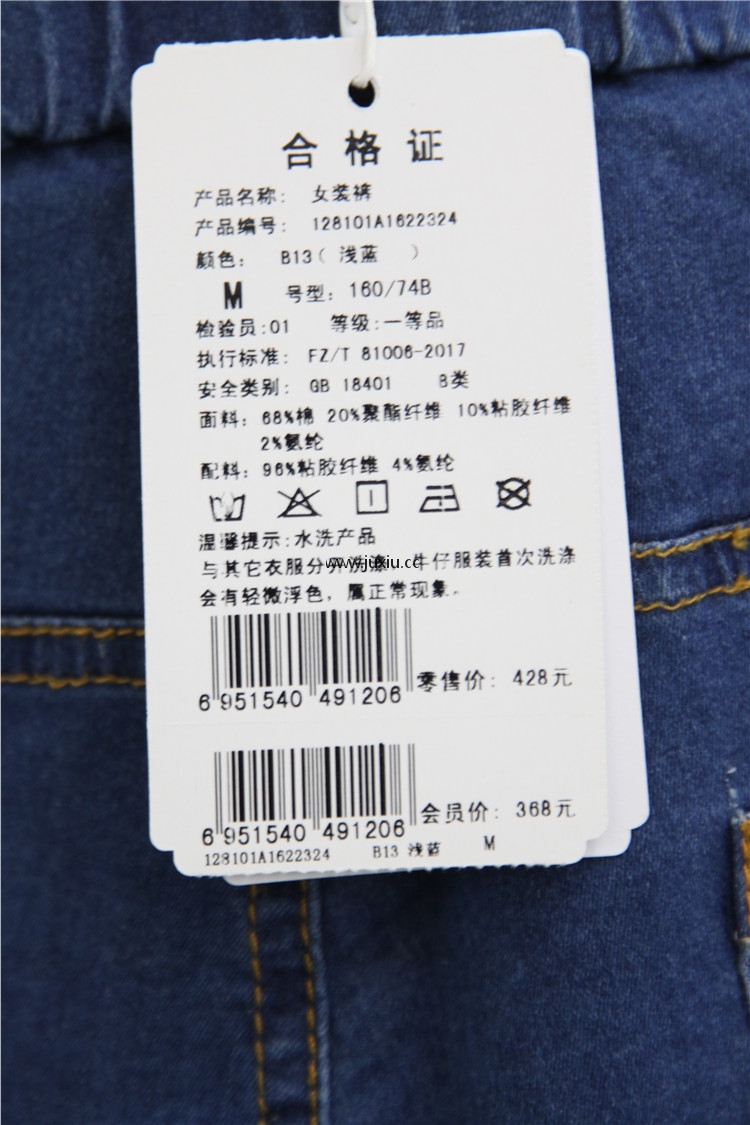 合格证
产品名称: 女装裤
产品编号: 128101A1622324
颜色: B13( 浅蓝 )
M 号型: 160/74B
检验员:01 等级:一等品
执行标准: FZ/T 81006-2017
安全类别: GB 18401 B类
面料: 68%棉 20%聚酯纤维 10%粘胶纤维
2%氨纶
配料: 96%粘胶纤维 4%氨纶
温馨提示:水洗产品
与其它衣服分开洗涤, 牛仔服装首次洗涤
www.juxiu.cc
会有轻微浮色，属正常现象。
6 951540 491206 零售价: 428元
6 951540 491206 会员价: 368元
128101A1622324 B13 浅蓝 M